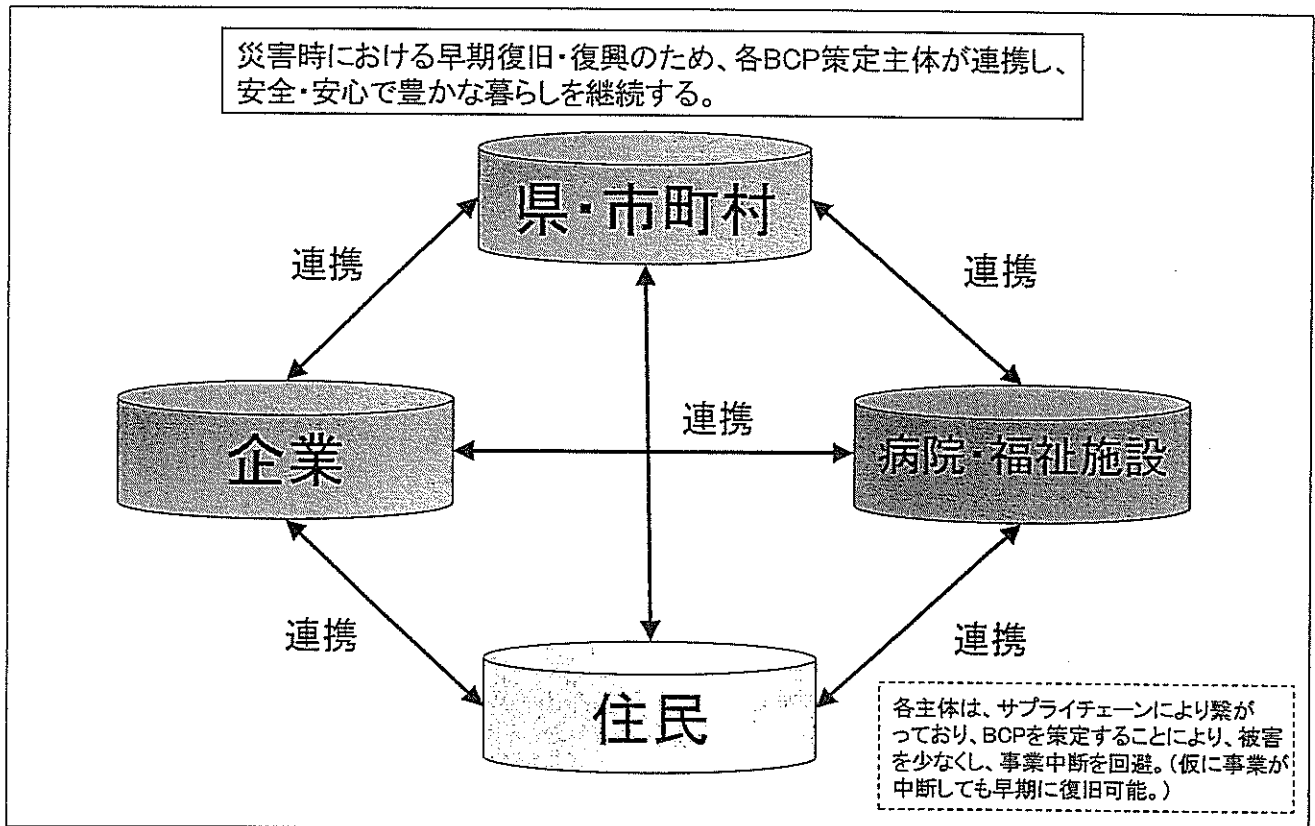 災害時における早期復旧・復興のため、各BCP策定主体が連携し、
安全・安心で豊かな暮らしを継続する。
県・市町村
連携
連携
企業
連携
病院・福祉施設
連携
連携
住民
各主体は、サプライチェーンにより繋が
っており、BCPを策定することにより、被害
を少なくし、事業中断を回避。(仮に事業が
中断しても早期に復旧可能。)